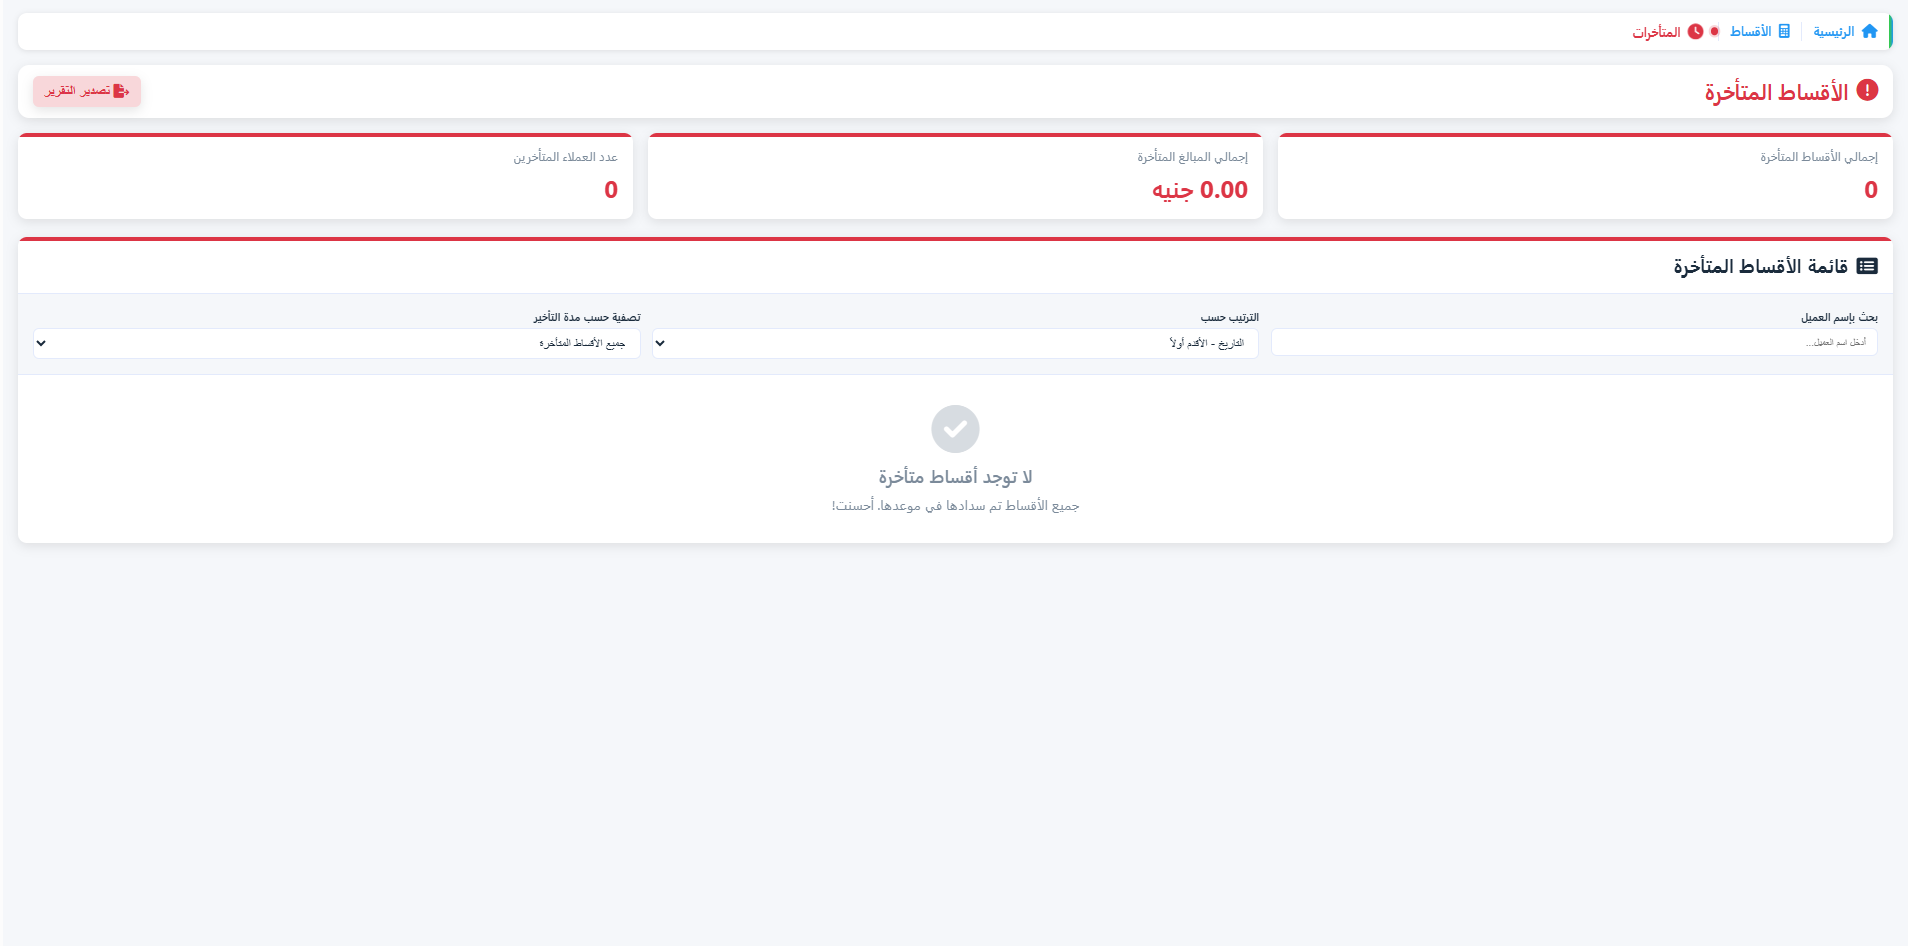 الرئيسية
الأقساط
المتأخرات
الأقساط المتأخرة
تصدير التقرير
إجمالي الأقساط المتأخرة
0
إجمالي المبالغ المتأخرة
0.00 جنيه
عدد العملاء المتأخرين
0
قائمة الأقساط المتأخرة
بحث بإسم العميل
أدخل اسم العميل...
الترتيب حسب
التاريخ - الأقدم أولاً
تصفية حسب مدة التأخير
جميع الأقساط المتأخرة
لا توجد أقساط متأخرة
جميع الأقساط تم سدادها في موعدها. أحسنت!